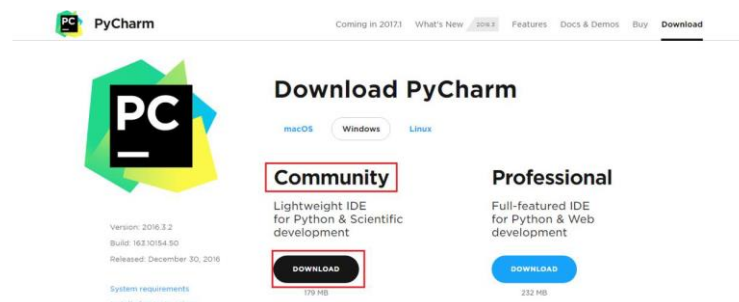 PC PyCharm
Coming in 2017.1 What's New 2016.3 Features Docs & Demos Buy Download
PC
Download PyCharm
macOS Windows Linux
Community
Lightweight IDE
for Python & Scientific
development
DOWNLOAD
179 MB
Professional
Full-featured IDE
for Python & Web
development
DOWNLOAD
232 MB
Version: 2016.3.2
Build: 163.10154.50
Released: December 30, 2016
System requirements